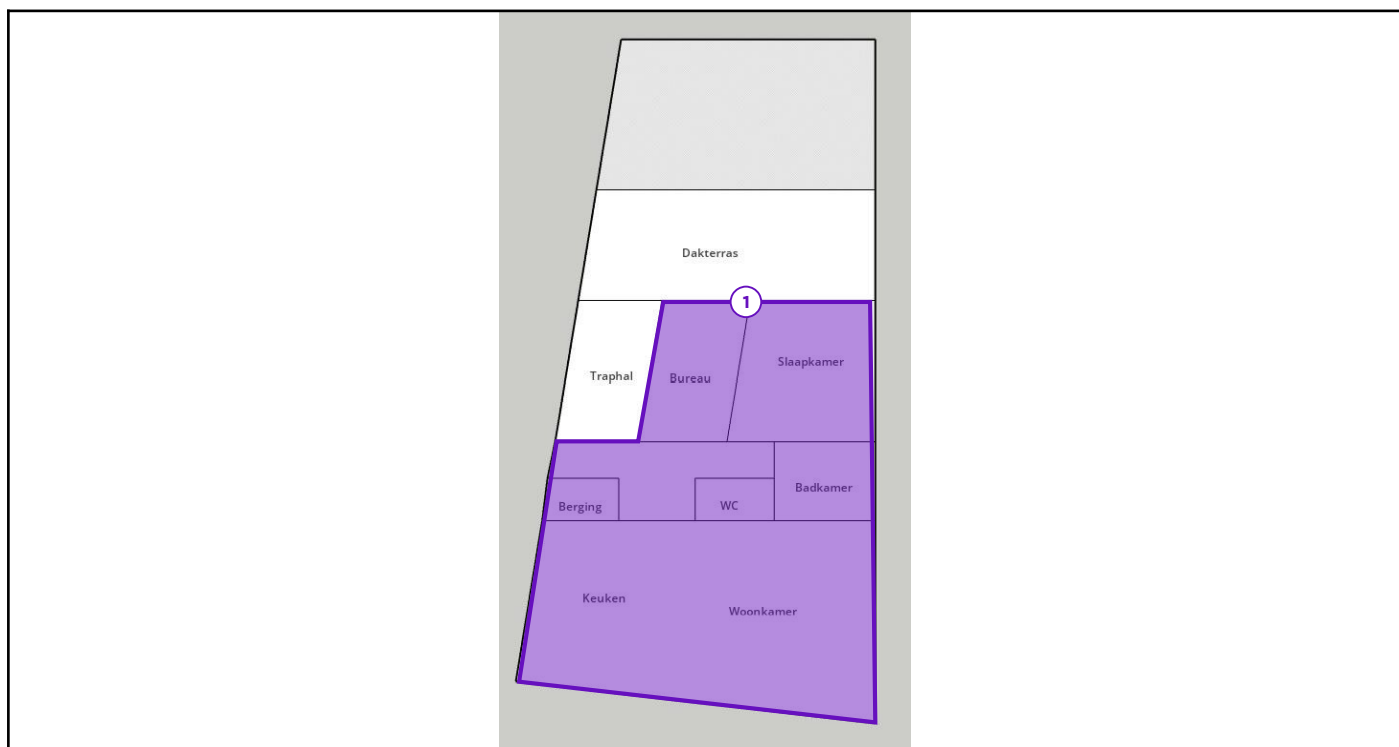 Dakterras
1
Slaapkamer
Traphal
Bureau
Badkamer
Berging
WC
Keuken
Woonkamer